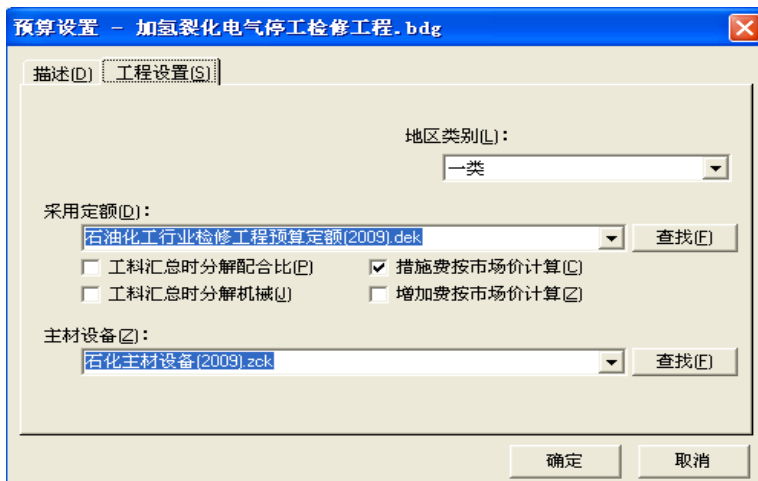 预算设置 - 加氢裂化电气停工检修工程.bdg
描述(D) 工程设置(S)
地区类别(L):
一类
采用定额(D):
石油化工行业检修工程预算定额(2009).dek 查找(F)
工料汇总时分解配合比(P) 措施费按市场价计算(C)
工料汇总时分解机械(J) 增加费按市场价计算(Z)
主材设备(Z):
石化主材设备(2009).zck 查找(F)
确定 取消